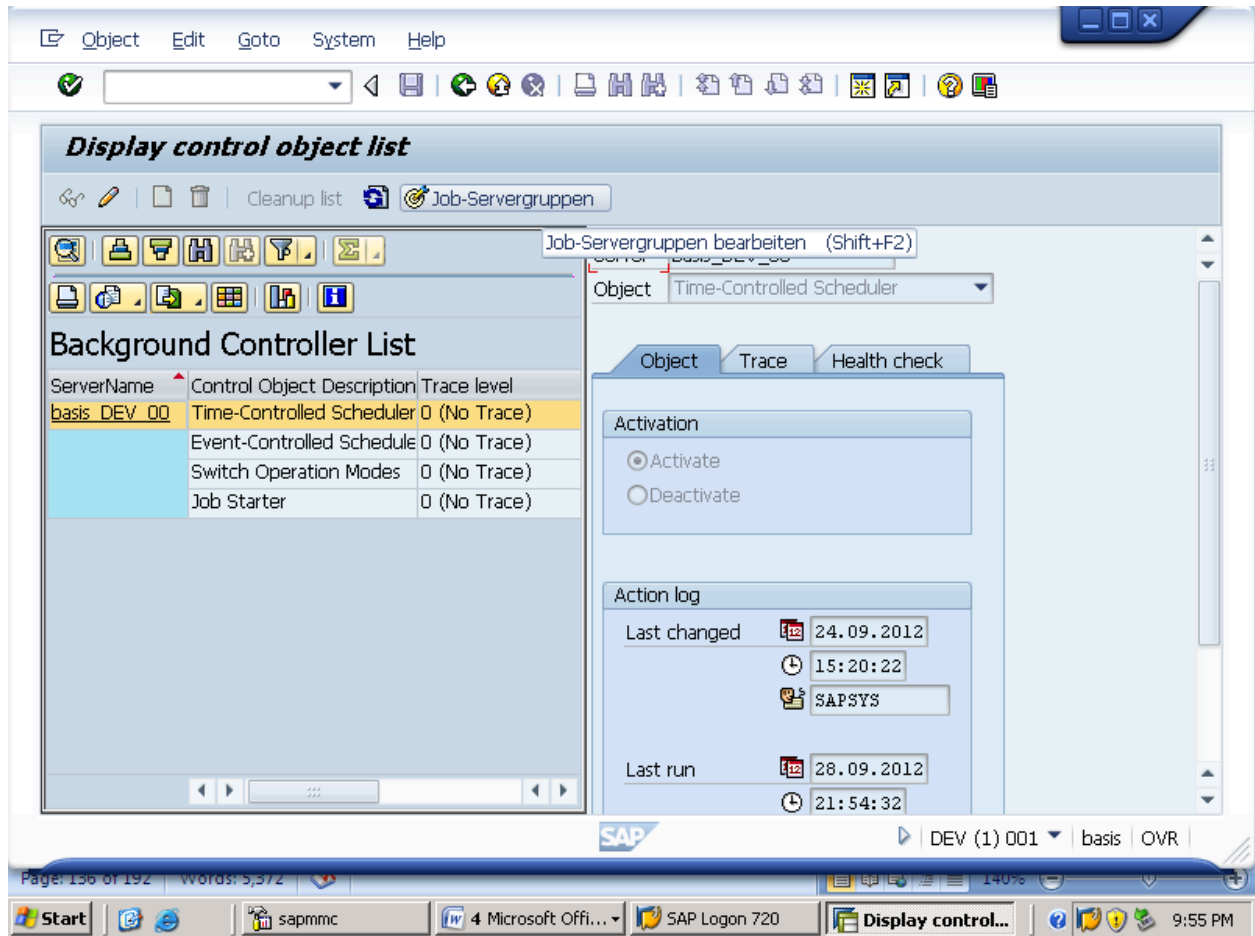 Object Edit Goto System Help
Display control object list
Cleanup list Job-Servergruppen
Job-Servergruppen bearbeiten (Shift+F2)
Server basis_DEV_00
Object Time-Controlled Scheduler
Background Controller List
Object Trace Health check
ServerName Control Object Description Trace level
basis_DEV_00 Time-Controlled Scheduler 0 (No Trace)
Event-Controlled Schedule 0 (No Trace)
Switch Operation Modes 0 (No Trace)
Job Starter 0 (No Trace)
Activation
Activate
Deactivate
Action log
Last changed 12 24.09.2012
15:20:22
SAPSYS
Last run 12 28.09.2012
21:54:32
SAP DEV (1) 001 basis OVR
Page: 136 of 192 Words: 5,372 140%
Start sapmmc 4 Microsoft Offi... SAP Logon 720 Display control... 9:55 PM